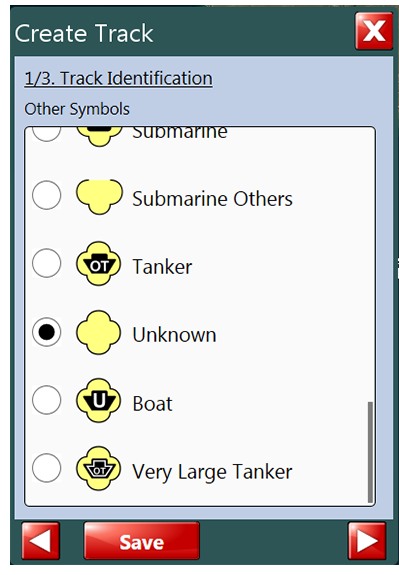 Create Track
X
1/3. Track Identification
Other Symbols
Submarine
Submarine Others
OT
Tanker
Unknown
U
Boat
OT
Very Large Tanker
Save